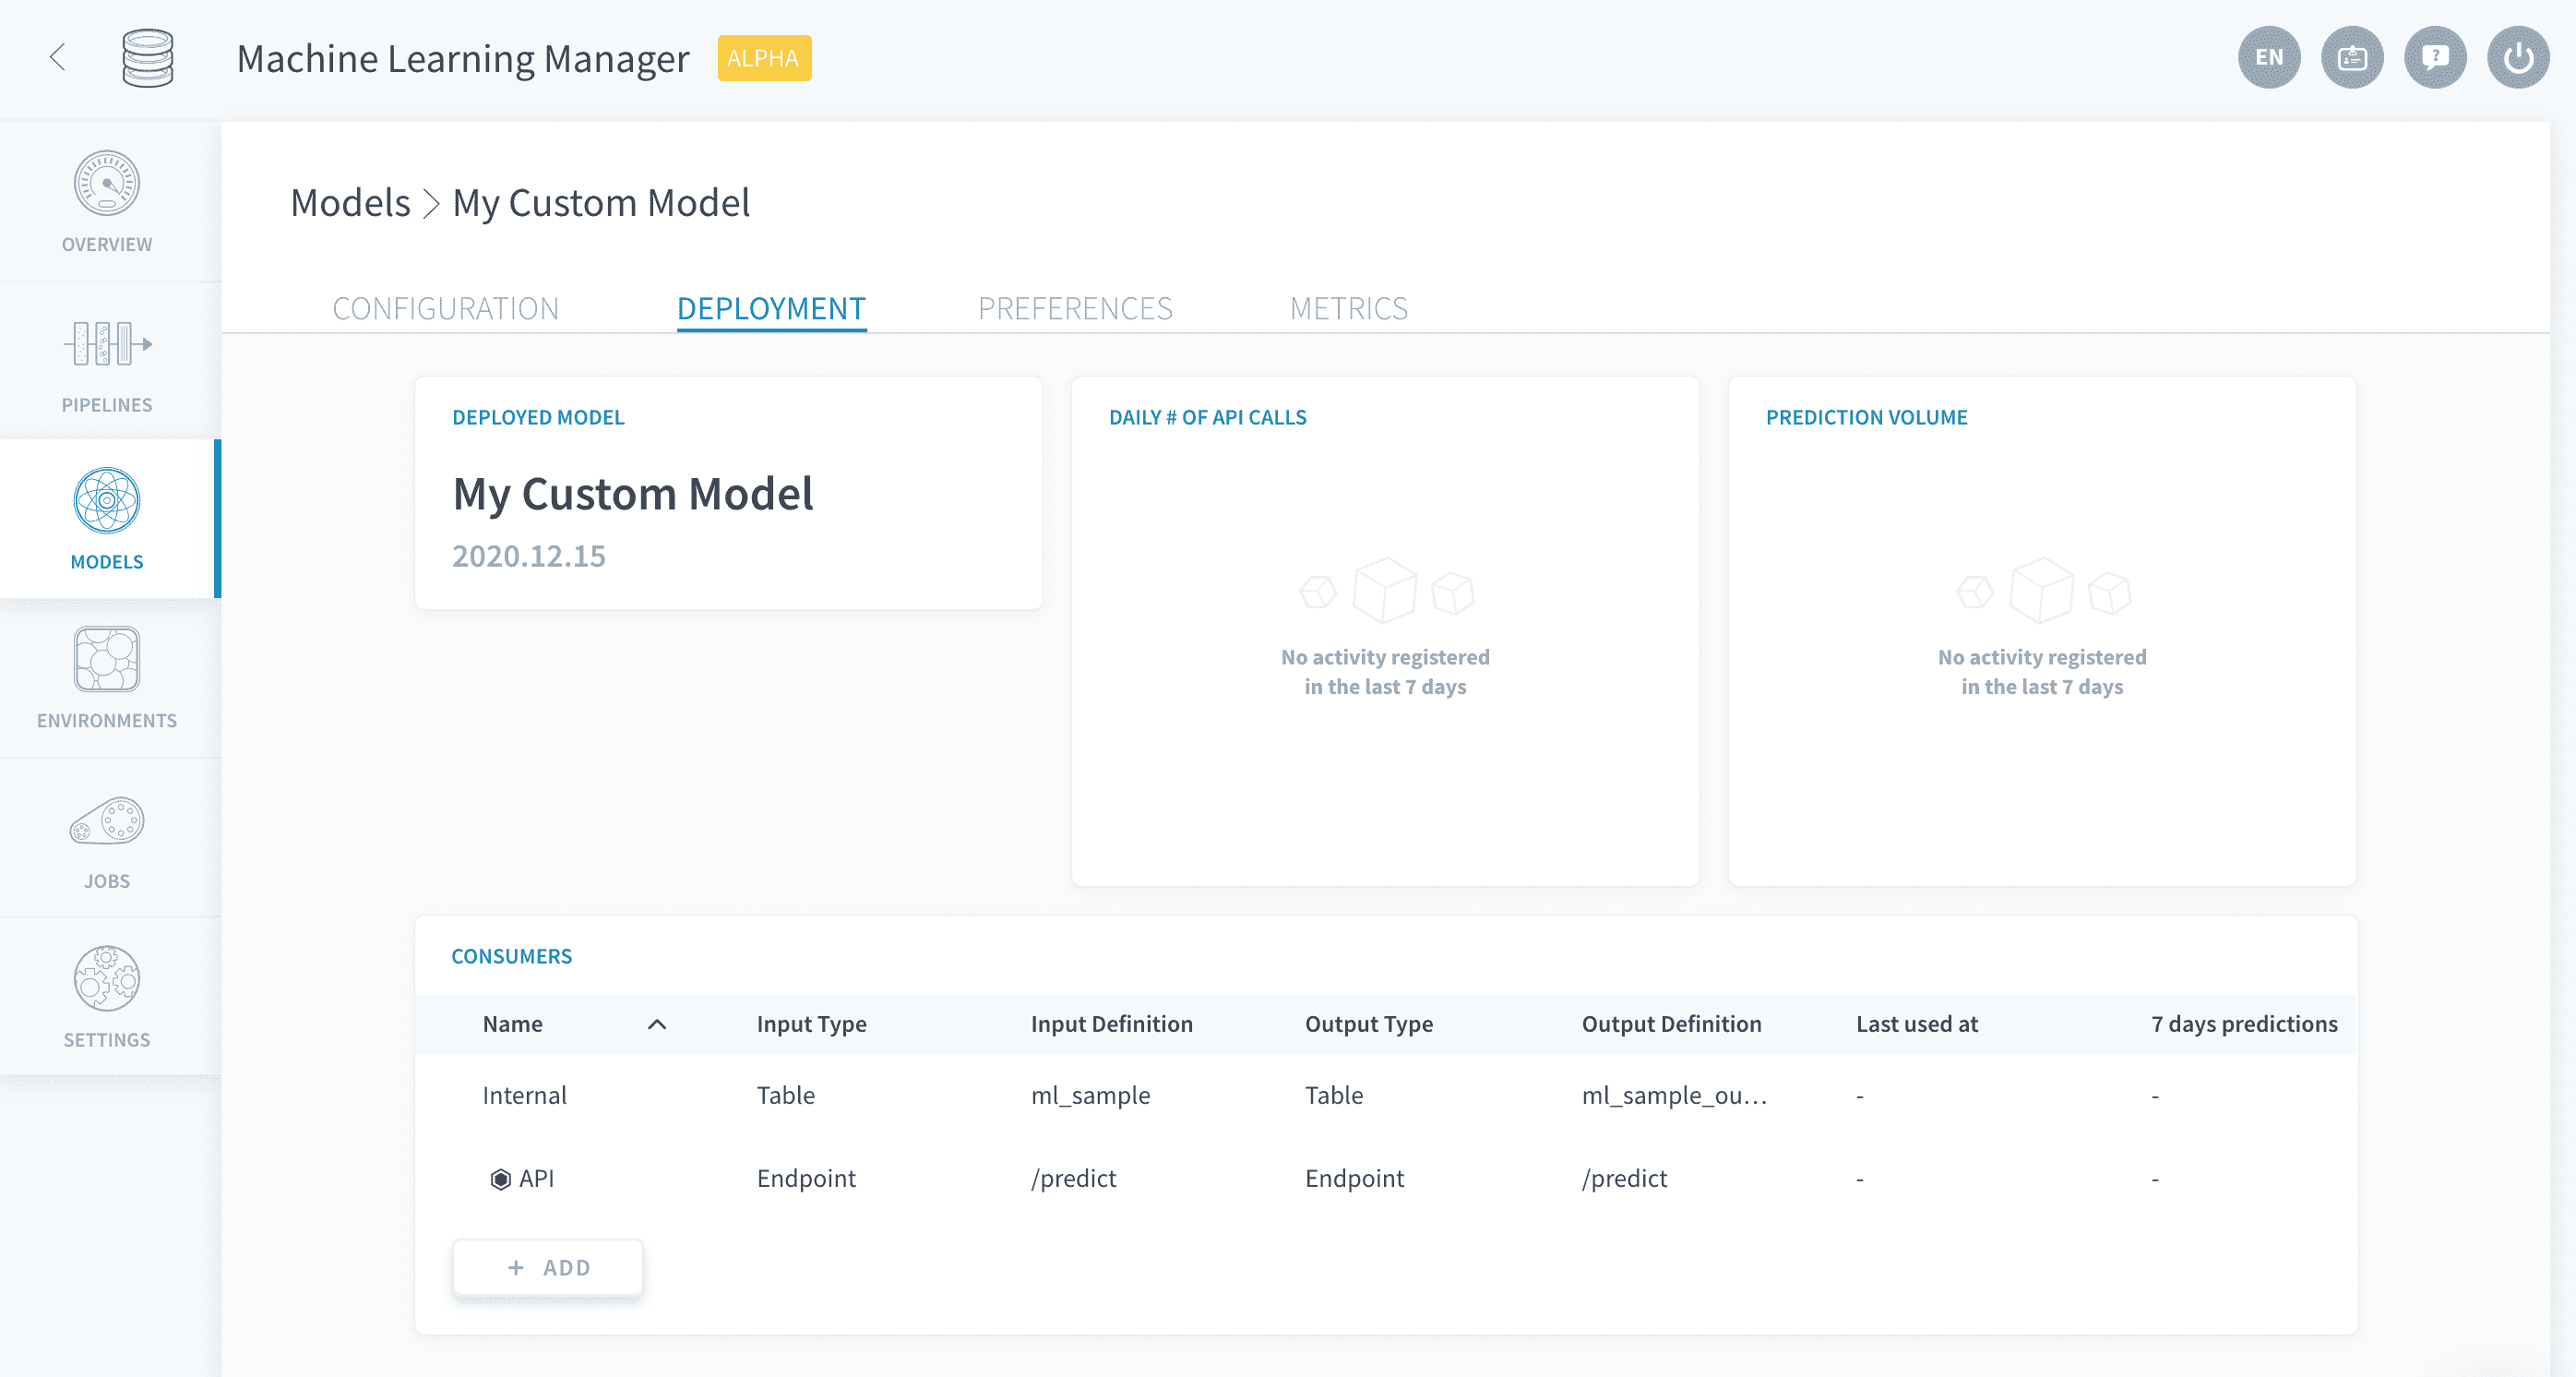 Machine Learning Manager ALPHA
EN
?
OVERVIEW
PIPELINES
MODELS
ENVIRONMENTS
JOBS
SETTINGS
Models > My Custom Model
CONFIGURATION DEPLOYMENT PREFERENCES METRICS
DEPLOYED MODEL
My Custom Model
2020.12.15
DAILY # OF API CALLS
No activity registered
in the last 7 days
PREDICTION VOLUME
No activity registered
in the last 7 days
CONSUMERS
Name Input Type Input Definition Output Type Output Definition Last used at 7 days predictions
Internal Table ml_sample Table ml_sample_ou... - -
API Endpoint /predict Endpoint /predict - -
+ ADD